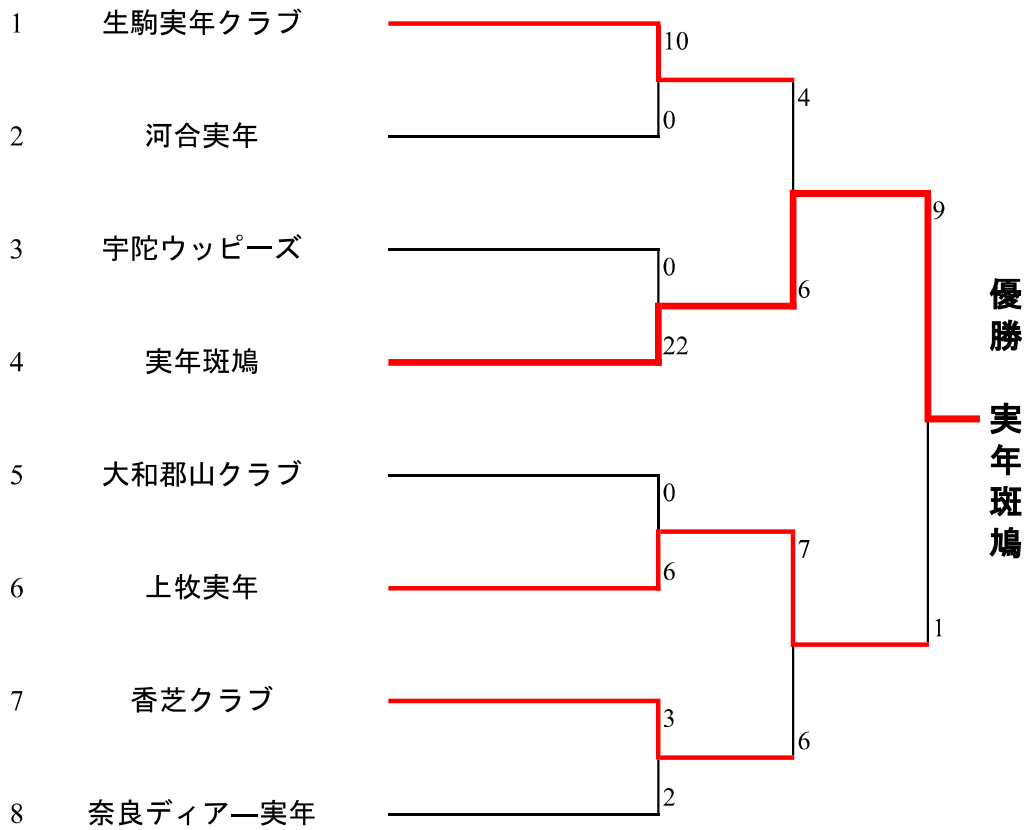 1 生駒実年クラブ
10
4
2 河合実年
0
9
3 宇陀ウッピーズ
0
6
4 実年斑鳩
22
優勝 実年斑鳩
5 大和郡山クラブ
0
7
6 上牧実年
6
1
7 香芝クラブ
3
6
8 奈良ディアー実年
2